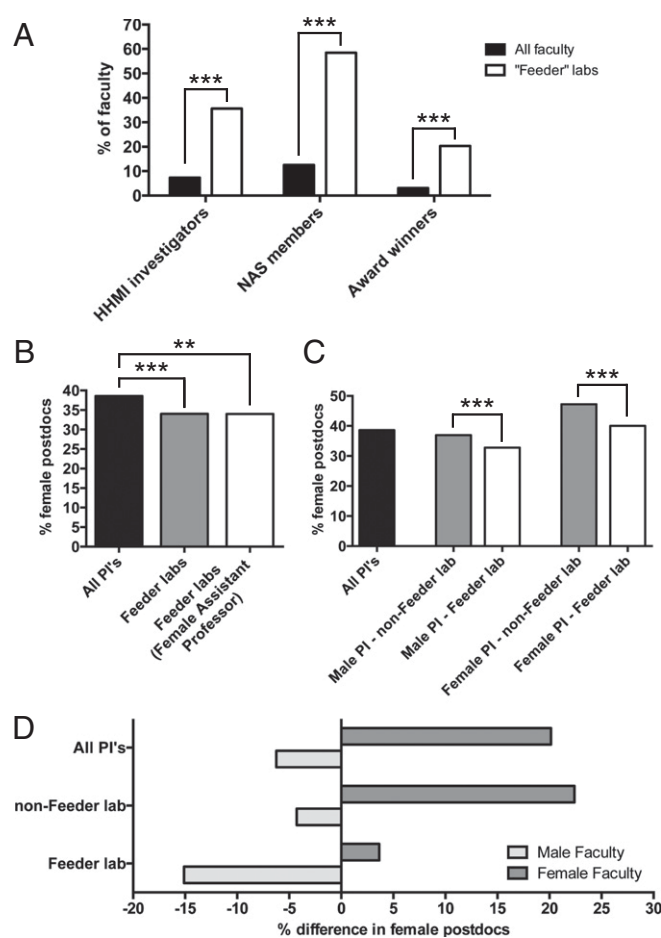 A
70
60
50
40
30
20
10
0
% of faculty
***
***
***
All faculty
"Feeder" labs
HHMI investigators
NAS members
Award winners
B
**
***
40
35
30
25
20
15
10
5
0
% female postdocs
All PI's
Feeder labs
Feeder labs
(Female Assistant
Professor)
C
***
***
50
40
30
20
10
0
% female postdocs
All PI's
Male PI - non-Feeder lab
Male PI - Feeder lab
Female PI - non-Feeder lab
Female PI - Feeder lab
D
All PI's
non-Feeder lab
Feeder lab
Male Faculty
Female Faculty
-20 -15 -10 -5 0 5 10 15 20 25 30
% difference in female postdocs